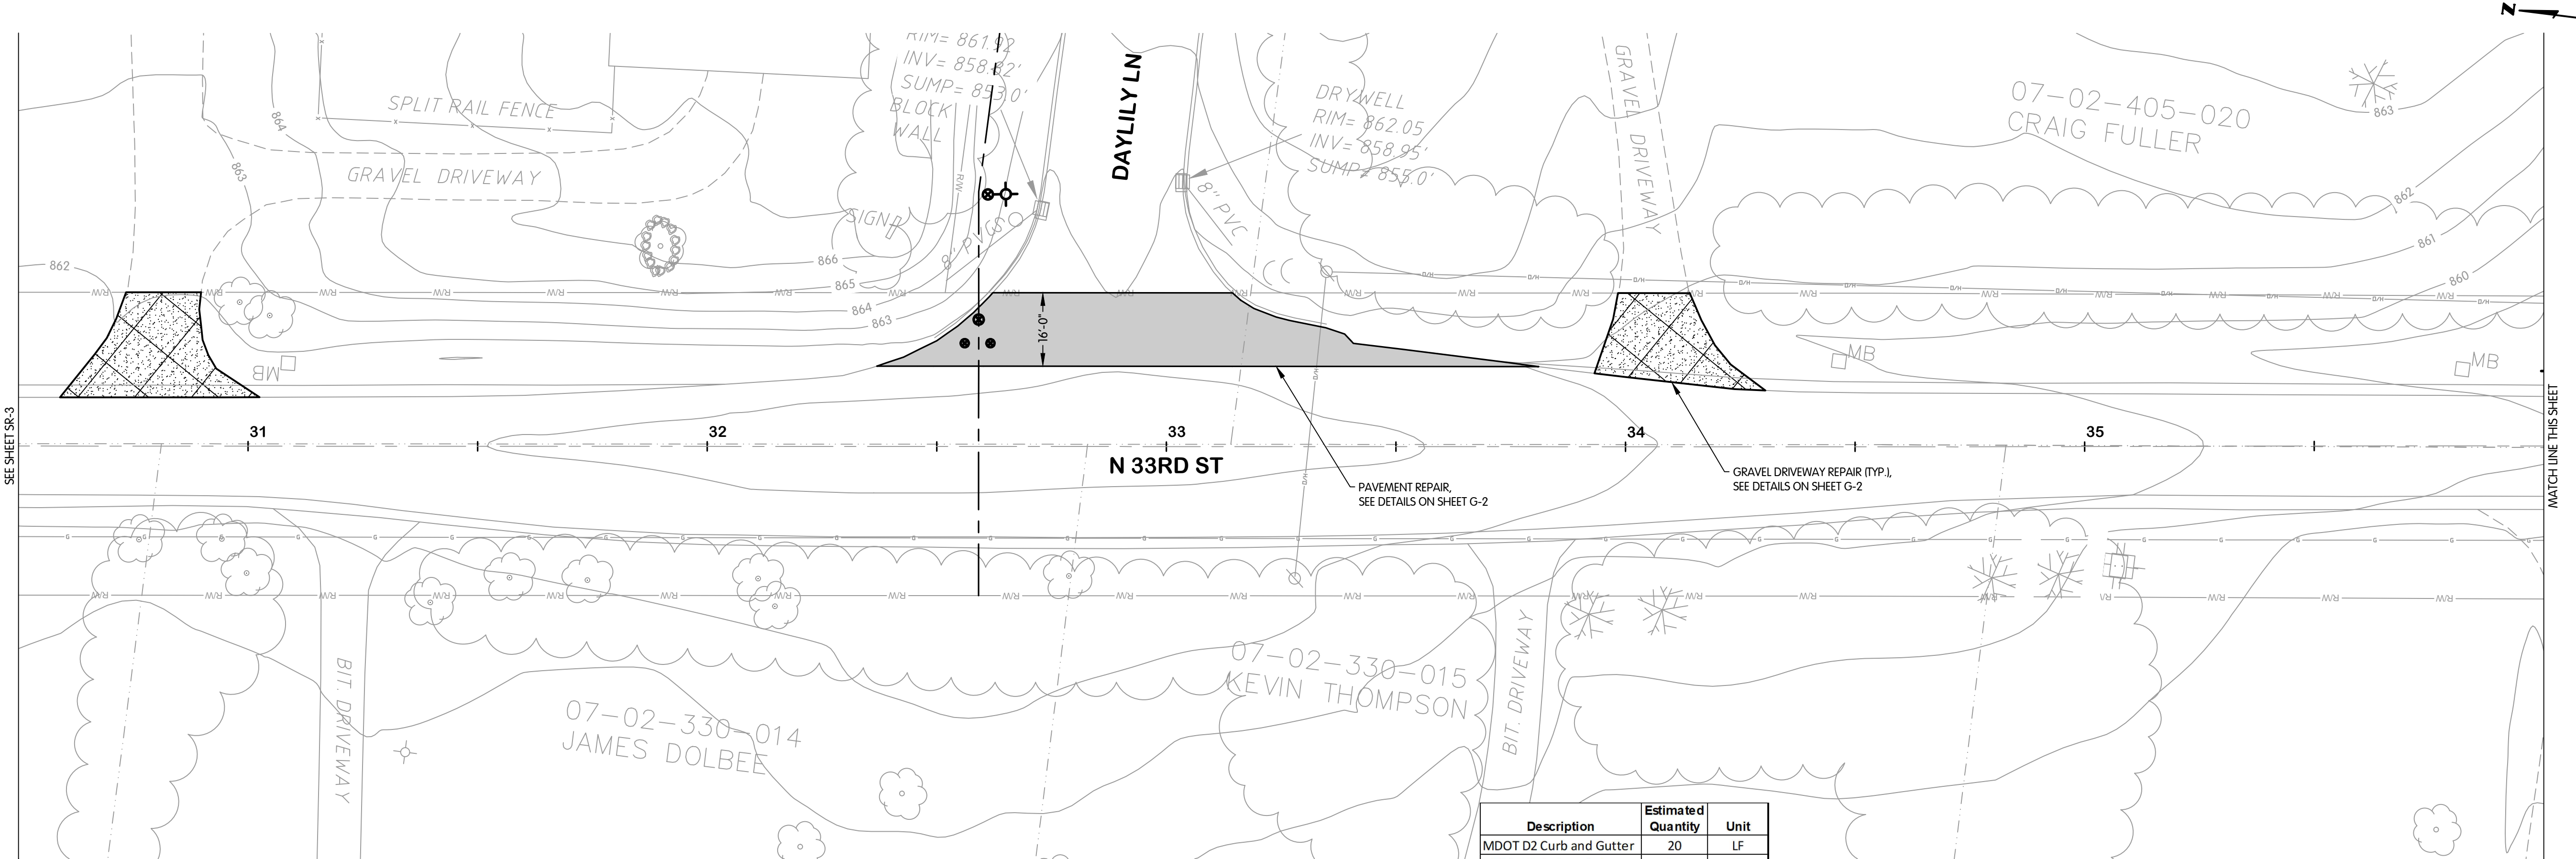 N
RIM= 861.92
INV= 858.82'
SUMP= 853.0'
BLOCK
WALL
DAYLILY LN
DRYWELL
RIM= 862.05
INV= 858.95'
SUMP= 855.0'
GRAVEL DRIVEWAY
07-02-405-020
CRAIG FULLER
863
SPLIT RAIL FENCE
864
863
GRAVEL DRIVEWAY
R/W
SIGN
8" PVC
862
861
860
862
866
865
864
863
R/W R/W R/W R/W R/W R/W R/W R/W R/W R/W R/W R/W R/W R/W R/W R/W R/W R/W R/W R/W R/W
O/H O/H O/H O/H O/H O/H O/H O/H O/H O/H O/H
16'-0"
MB
MB
MB
SEE SHEET SR-3
MATCH LINE THIS SHEET
31
32
33
34
35
N 33RD ST
O/H
O/H
PAVEMENT REPAIR,
SEE DETAILS ON SHEET G-2
GRAVEL DRIVEWAY REPAIR (TYP.),
SEE DETAILS ON SHEET G-2
G G G G G G G G G G G G G G G G G G G G G G G G G G G G G G G G G
R/W R/W R/W R/W R/W R/W R/W R/W R/W R/W R/W R/W R/W R/W R/W R/W R/W R/W R/W R/W R/W
BIT. DRIVEWAY
07-02-330-014
JAMES DOLBEE
07-02-330-015
KEVIN THOMPSON
BIT. DRIVEWAY
Description Estimated Quantity Unit
MDOT D2 Curb and Gutter 20 LF